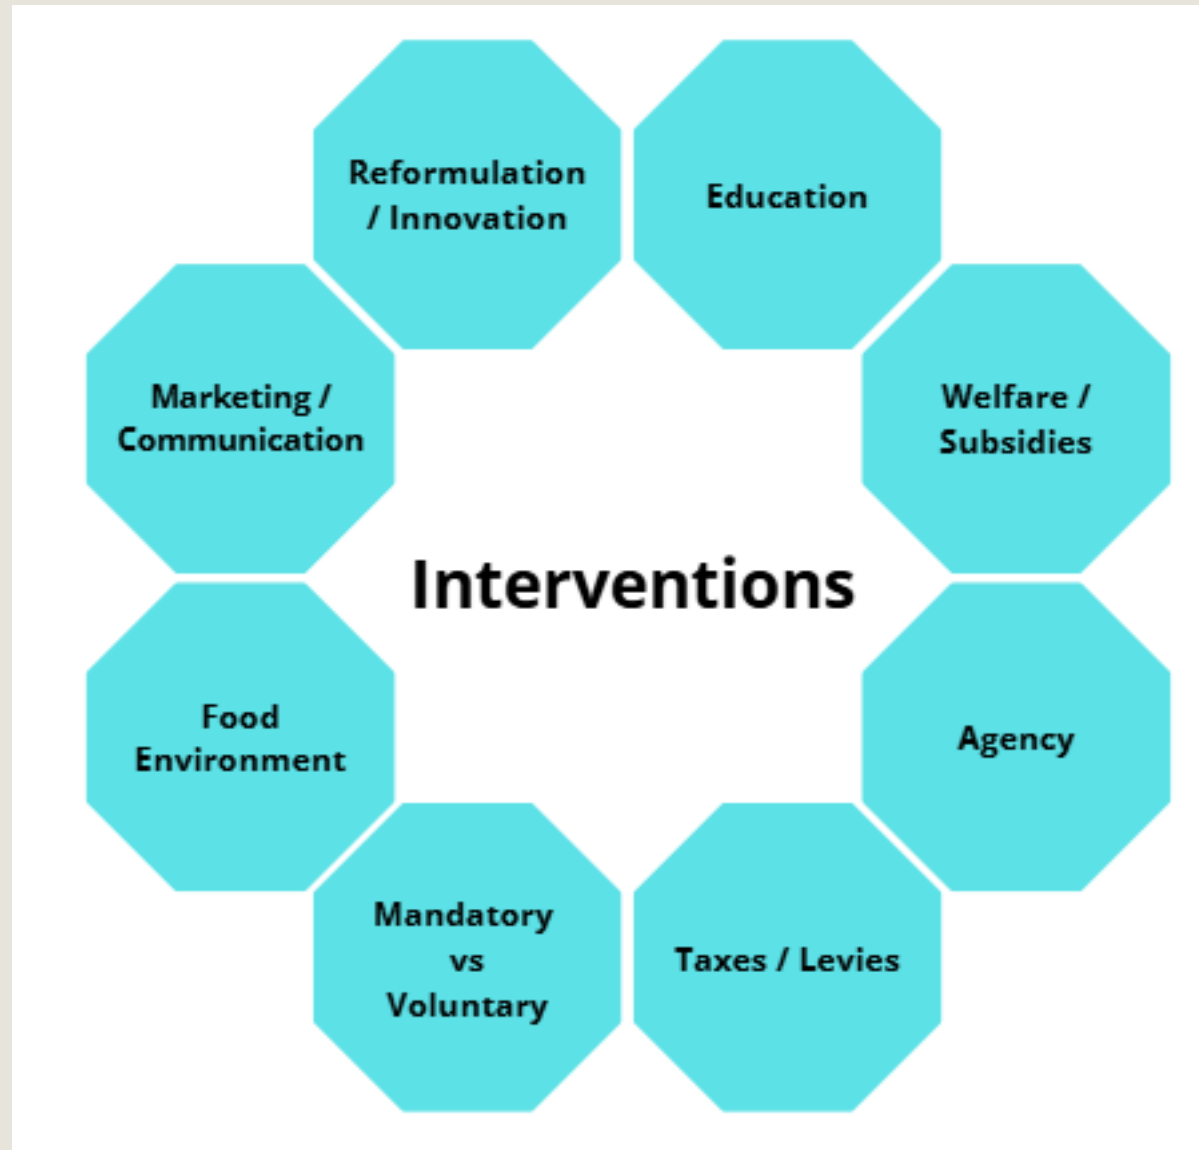 Reformulation
/ Innovation
Education
Marketing /
Communication
Welfare /
Subsidies
Interventions
Food
Environment
Agency
Mandatory
vs
Voluntary
Taxes / Levies